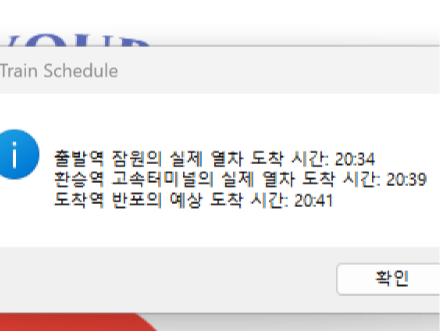 Train Schedule
출발역 잠원의 실제 열차 도착 시간: 20:34
환승역 고속터미널의 실제 열차 도착 시간: 20:39
도착역 반포의 예상 도착 시간: 20:41
확인